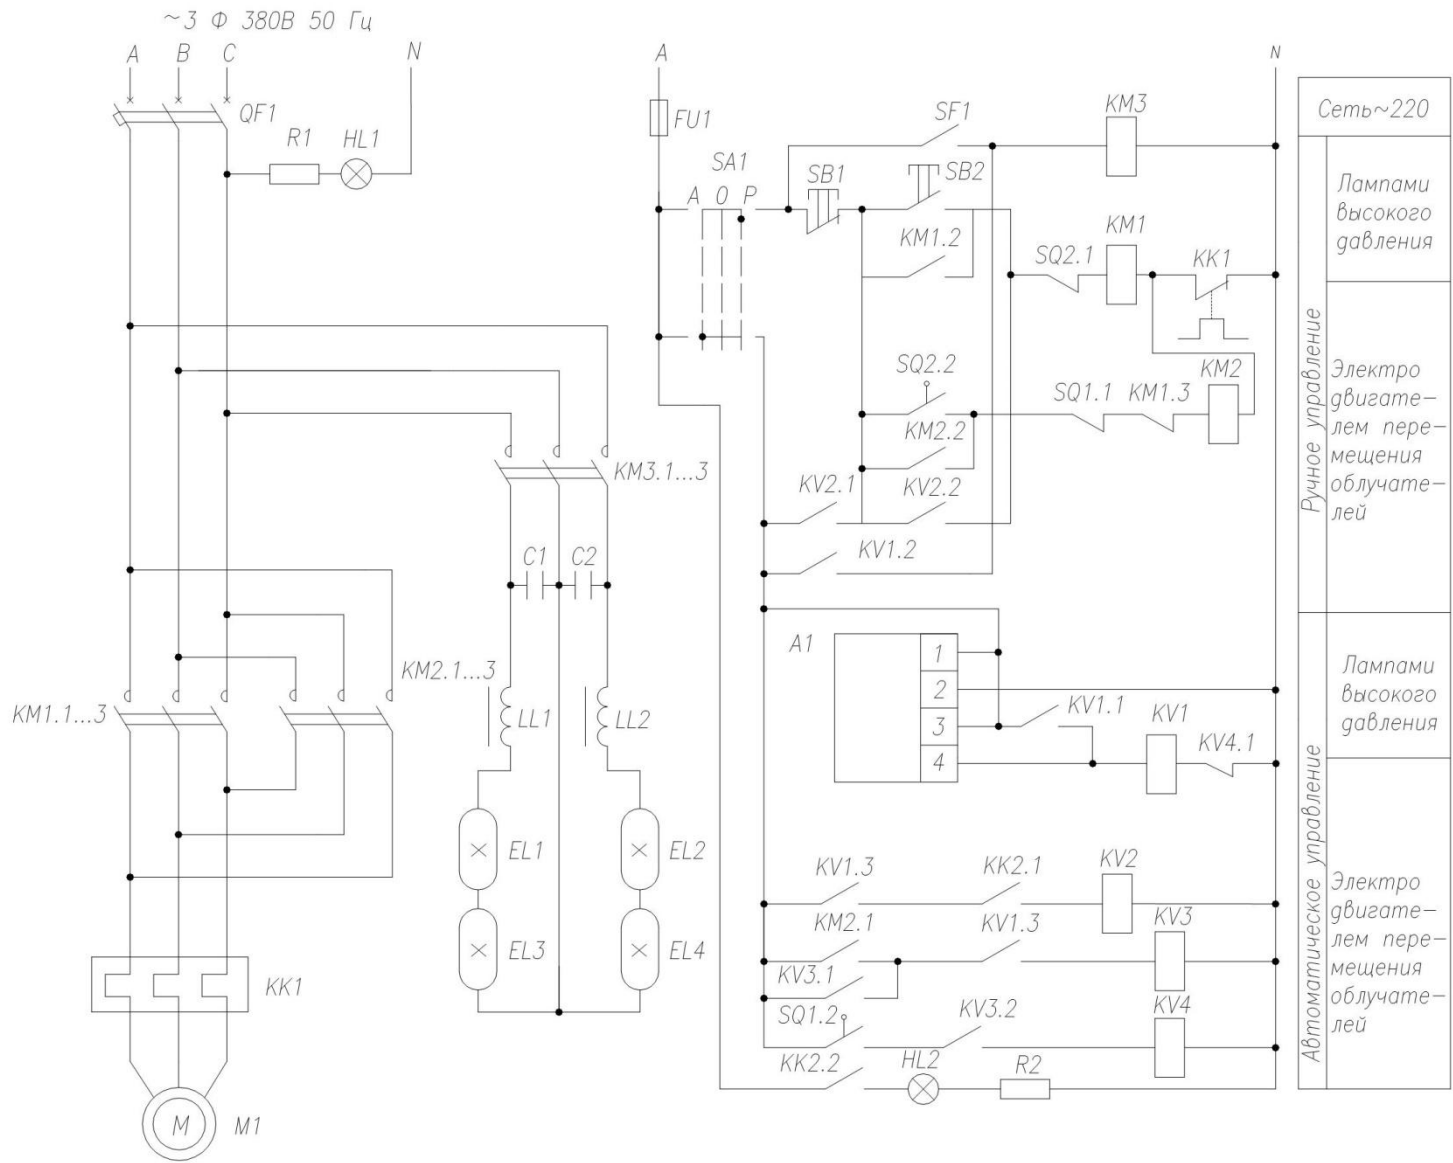 ~3 Ф 380В 50 Гц
A B C N
QF1
R1 HL1
KM3.1...3
C1 C2
KM2.1...3
KM1.1...3
LL1 LL2
EL1 EL2
EL3 EL4
KK1
M M1
A N
FU1
SF1 KM3
SA1
A O P
SB1 SB2
KM1.2
SQ2.1 KM1 KK1
SQ2.2
KM2.2
SQ1.1 KM1.3 KM2
KV2.1 KV2.2
KV1.2
A1
1
2
3
4
KV1.1 KV1 KV4.1
KV1.3 KK2.1 KV2
KM2.1 KV1.3 KV3
KV3.1
SQ1.2 KV3.2 KV4
KK2.2 HL2 R2
Сеть~220
Ручное управление
Лампами
высокого
давления
Электро
двигате-
лем пере-
мещения
облучате-
лей
Автоматическое управление
Лампами
высокого
давления
Электро
двигате-
лем пере-
мещения
облучате-
лей